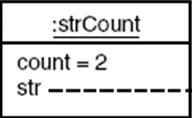 :strCount
count = 2
str